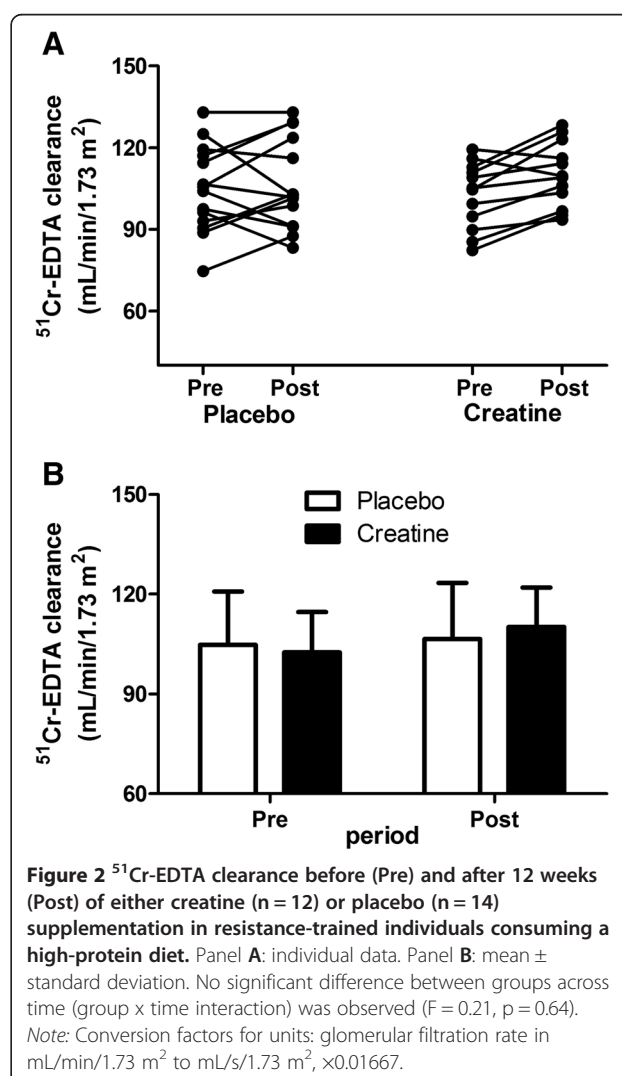 A
150
120
90
60
⁵¹Cr-EDTA clearance
(mL/min/1.73 m²)
Pre Post Pre Post
Placebo Creatine
B
150
120
90
60
⁵¹Cr-EDTA clearance
(mL/min/1.73 m²)
Placebo
Creatine
Pre Post
period
Figure 2 ⁵¹Cr-EDTA clearance before (Pre) and after 12 weeks
(Post) of either creatine (n = 12) or placebo (n = 14)
supplementation in resistance-trained individuals consuming a
high-protein diet. Panel A: individual data. Panel B: mean ±
standard deviation. No significant difference between groups across
time (group x time interaction) was observed (F = 0.21, p = 0.64).
Note: Conversion factors for units: glomerular filtration rate in
mL/min/1.73 m² to mL/s/1.73 m², ×0.01667.